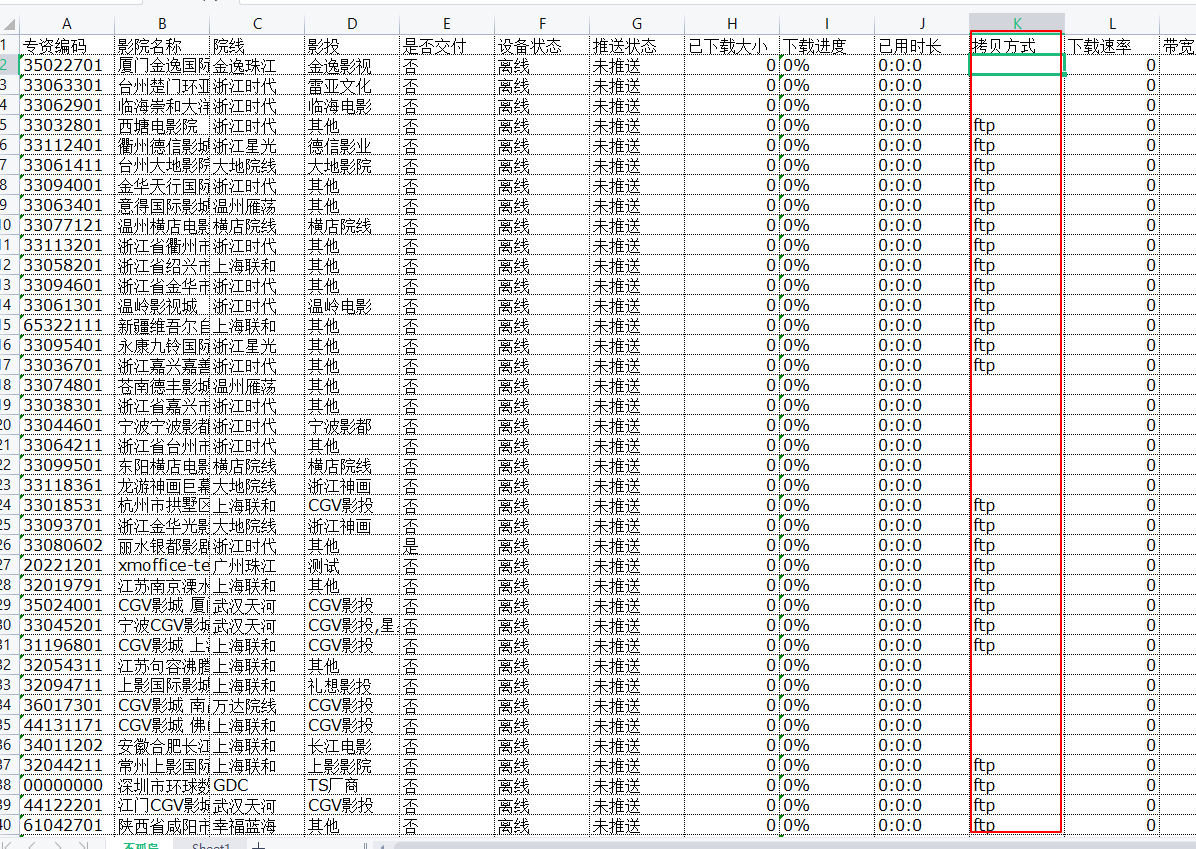 A B C D E F G H I J K L
1 专资编码 影院名称 院线 影投 是否交付 设备状态 推送状态 已下载大小 下载进度 已用时长 拷贝方式 下载速率 带宽
2 35022701 厦门金逸国际 金逸珠江 金逸影视 否 离线 未推送 0 0% 0:0:0 0
3 33063301 台州楚门环亚 浙江时代 雷亚文化 否 离线 未推送 0 0% 0:0:0 0
4 33062901 临海崇和大洋 浙江时代 临海电影 否 离线 未推送 0 0% 0:0:0 0
5 33032801 西塘电影院 浙江时代 其他 否 离线 未推送 0 0% 0:0:0 ftp 0
6 33112401 衢州德信影城 浙江星光 德信影业 否 离线 未推送 0 0% 0:0:0 ftp 0
7 33061411 台州大地影院 大地院线 大地影院 否 离线 未推送 0 0% 0:0:0 ftp 0
8 33094001 金华天行国际 浙江时代 其他 否 离线 未推送 0 0% 0:0:0 ftp 0
9 33063401 意得国际影城 温州雁荡 其他 否 离线 未推送 0 0% 0:0:0 ftp 0
10 33077121 温州横店电影 横店院线 横店院线 否 离线 未推送 0 0% 0:0:0 ftp 0
11 33113201 浙江省衢州市 浙江时代 其他 否 离线 未推送 0 0% 0:0:0 ftp 0
12 33058201 浙江省绍兴市 上海联和 其他 否 离线 未推送 0 0% 0:0:0 ftp 0
13 33094601 浙江省金华市 浙江时代 其他 否 离线 未推送 0 0% 0:0:0 ftp 0
14 33061301 温岭影视城 浙江时代 温岭电影 否 离线 未推送 0 0% 0:0:0 ftp 0
15 65322111 新疆维吾尔自 上海联和 其他 否 离线 未推送 0 0% 0:0:0 ftp 0
16 33095401 永康九铃国际 浙江星光 其他 否 离线 未推送 0 0% 0:0:0 ftp 0
17 33036701 浙江嘉兴嘉善 浙江时代 其他 否 离线 未推送 0 0% 0:0:0 ftp 0
18 33074801 苍南德丰影城 温州雁荡 其他 否 离线 未推送 0 0% 0:0:0 0
19 33038301 浙江省嘉兴市 浙江时代 其他 否 离线 未推送 0 0% 0:0:0 0
20 33044601 宁波宁波影都 浙江时代 宁波影都 否 离线 未推送 0 0% 0:0:0 0
21 33064211 浙江省台州市 浙江时代 其他 否 离线 未推送 0 0% 0:0:0 0
22 33099501 东阳横店电影 横店院线 横店院线 否 离线 未推送 0 0% 0:0:0 0
23 33118361 龙游神画巨幕 大地院线 浙江神画 否 离线 未推送 0 0% 0:0:0 0
24 33018531 杭州市拱墅区 上海联和 CGV影投 否 离线 未推送 0 0% 0:0:0 ftp 0
25 33093701 浙江金华光影 大地院线 浙江神画 否 离线 未推送 0 0% 0:0:0 ftp 0
26 33080602 丽水银都影剧 浙江时代 其他 是 离线 未推送 0 0% 0:0:0 ftp 0
27 20221201 xmoffice-te 广州珠江 测试 否 离线 未推送 0 0% 0:0:0 ftp 0
28 32019791 江苏南京溧水 上海联和 其他 否 离线 未推送 0 0% 0:0:0 ftp 0
29 35024001 CGV影城 厦 武汉天河 CGV影投 否 离线 未推送 0 0% 0:0:0 ftp 0
30 33045201 宁波CGV影城 武汉天河 CGV影投,星 否 离线 未推送 0 0% 0:0:0 ftp 0
31 31196801 CGV影城 上 上海联和 CGV影投 否 离线 未推送 0 0% 0:0:0 ftp 0
32 32054311 江苏句容沸腾 上海联和 其他 否 离线 未推送 0 0% 0:0:0 0
33 32094711 上影国际影城 上海联和 礼想影投 否 离线 未推送 0 0% 0:0:0 0
34 36017301 CGV影城 南 万达院线 CGV影投 否 离线 未推送 0 0% 0:0:0 0
35 44131171 CGV影城 佛 上海联和 CGV影投 否 离线 未推送 0 0% 0:0:0 0
36 34011202 安徽合肥长江 上海联和 长江电影 否 离线 未推送 0 0% 0:0:0 0
37 32044211 常州上影国际 上海联和 上影影院 否 离线 未推送 0 0% 0:0:0 ftp 0
38 00000000 深圳市环球数 GDC TS厂商 否 离线 未推送 0 0% 0:0:0 ftp 0
39 44122201 江门CGV影城 武汉天河 CGV影投 否 离线 未推送 0 0% 0:0:0 ftp 0
40 61042701 陕西省咸阳市 幸福蓝海 其他 否 离线 未推送 0 0% 0:0:0 ftp 0
不孤鸟 Sheet1